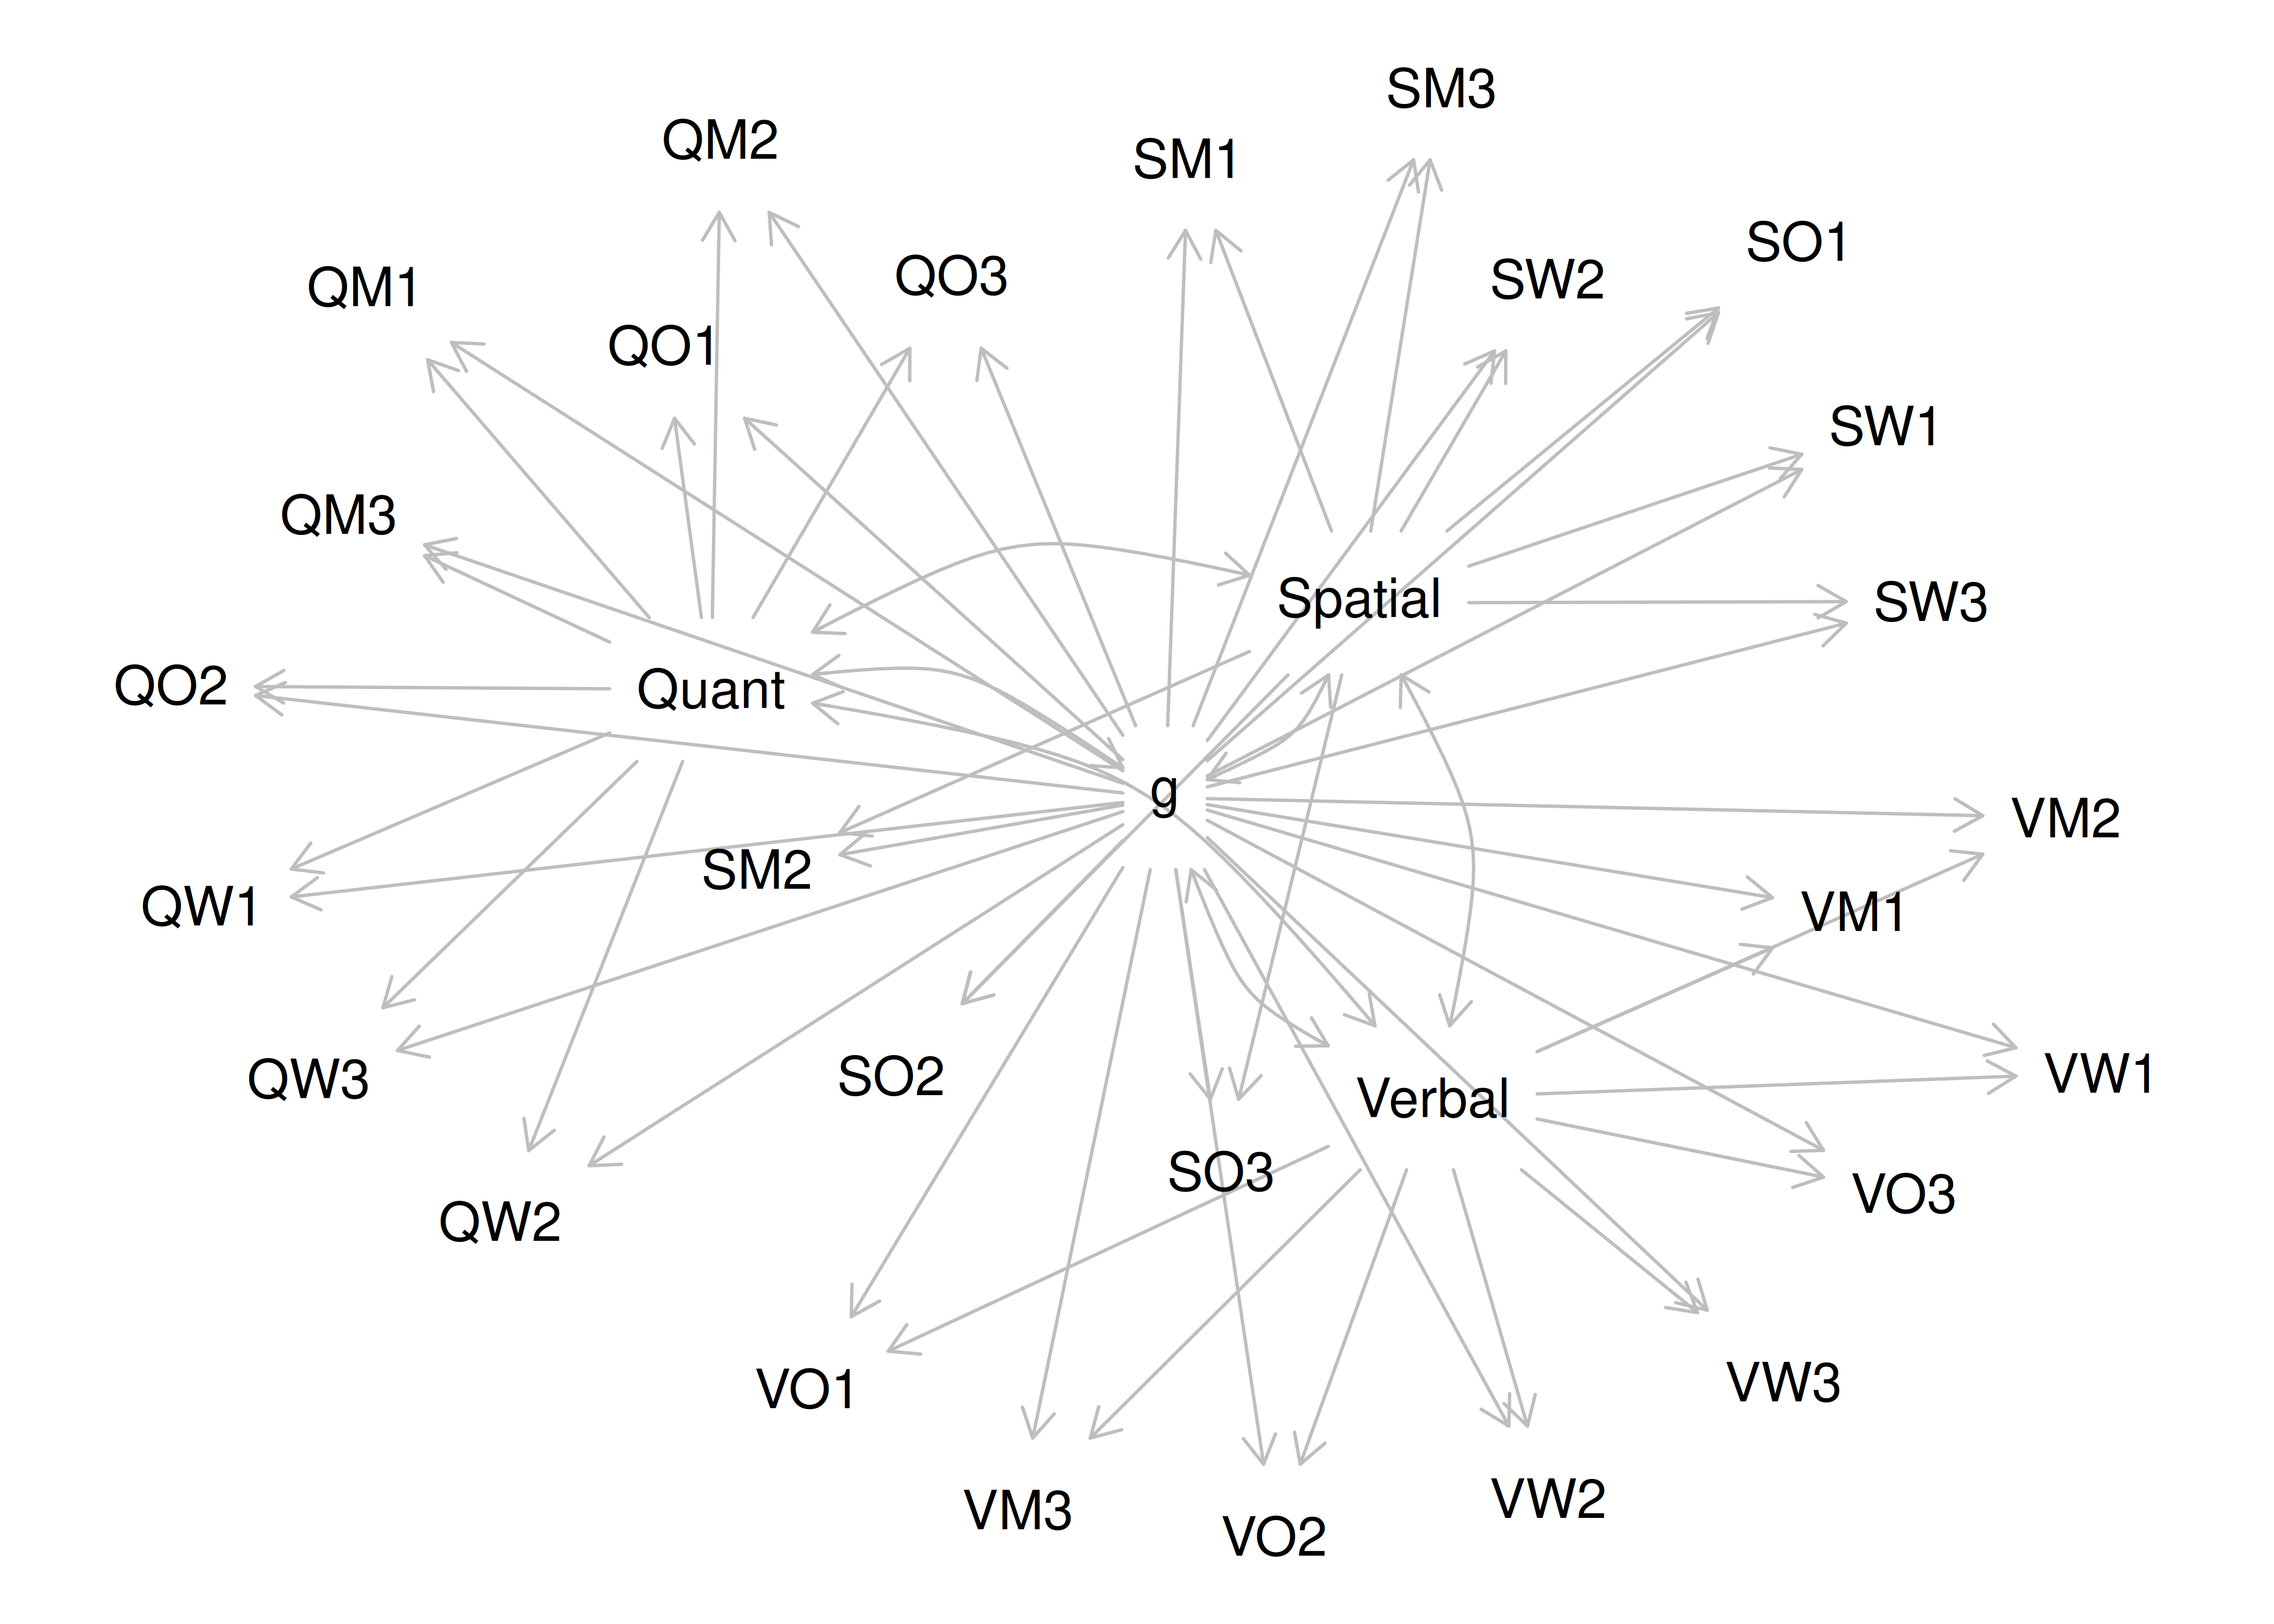 SM3
QM2
SM1
SO1
QM1
QO3
SW2
QO1
SW1
QM3
Spatial
SW3
QO2
Quant
g
VM2
SM2
QW1
VM1
QW3
SO2
Verbal
VW1
SO3
VO3
QW2
VO1
VW3
VM3
VW2
VO2